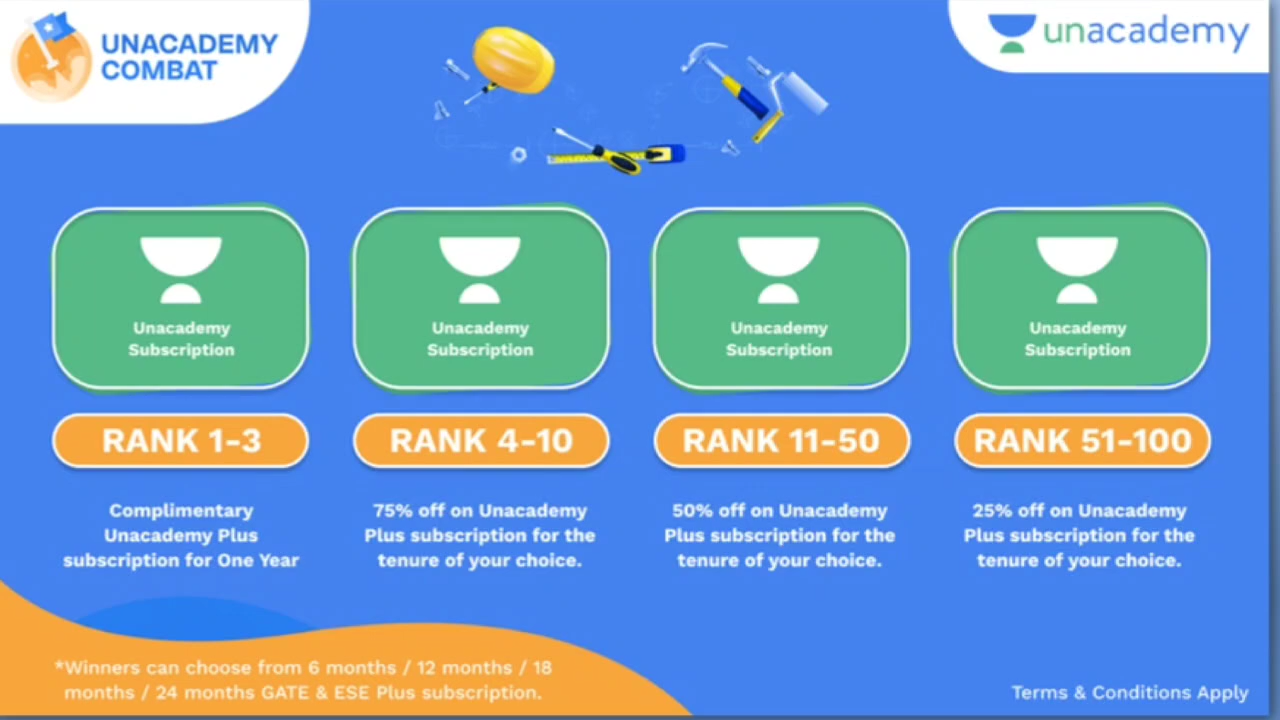 UNACADEMY
COMBAT
unacademy
Unacademy
Subscription
Unacademy
Subscription
Unacademy
Subscription
Unacademy
Subscription
RANK 1-3
RANK 4-10
RANK 11-50
RANK 51-100
Complimentary
Unacademy Plus
subscription for One Year
75% off on Unacademy
Plus subscription for the
tenure of your choice.
50% off on Unacademy
Plus subscription for the
tenure of your choice.
25% off on Unacademy
Plus subscription for the
tenure of your choice.
*Winners can choose from 6 months / 12 months / 18
months / 24 months GATE & ESE Plus subscription.
Terms & Conditions Apply